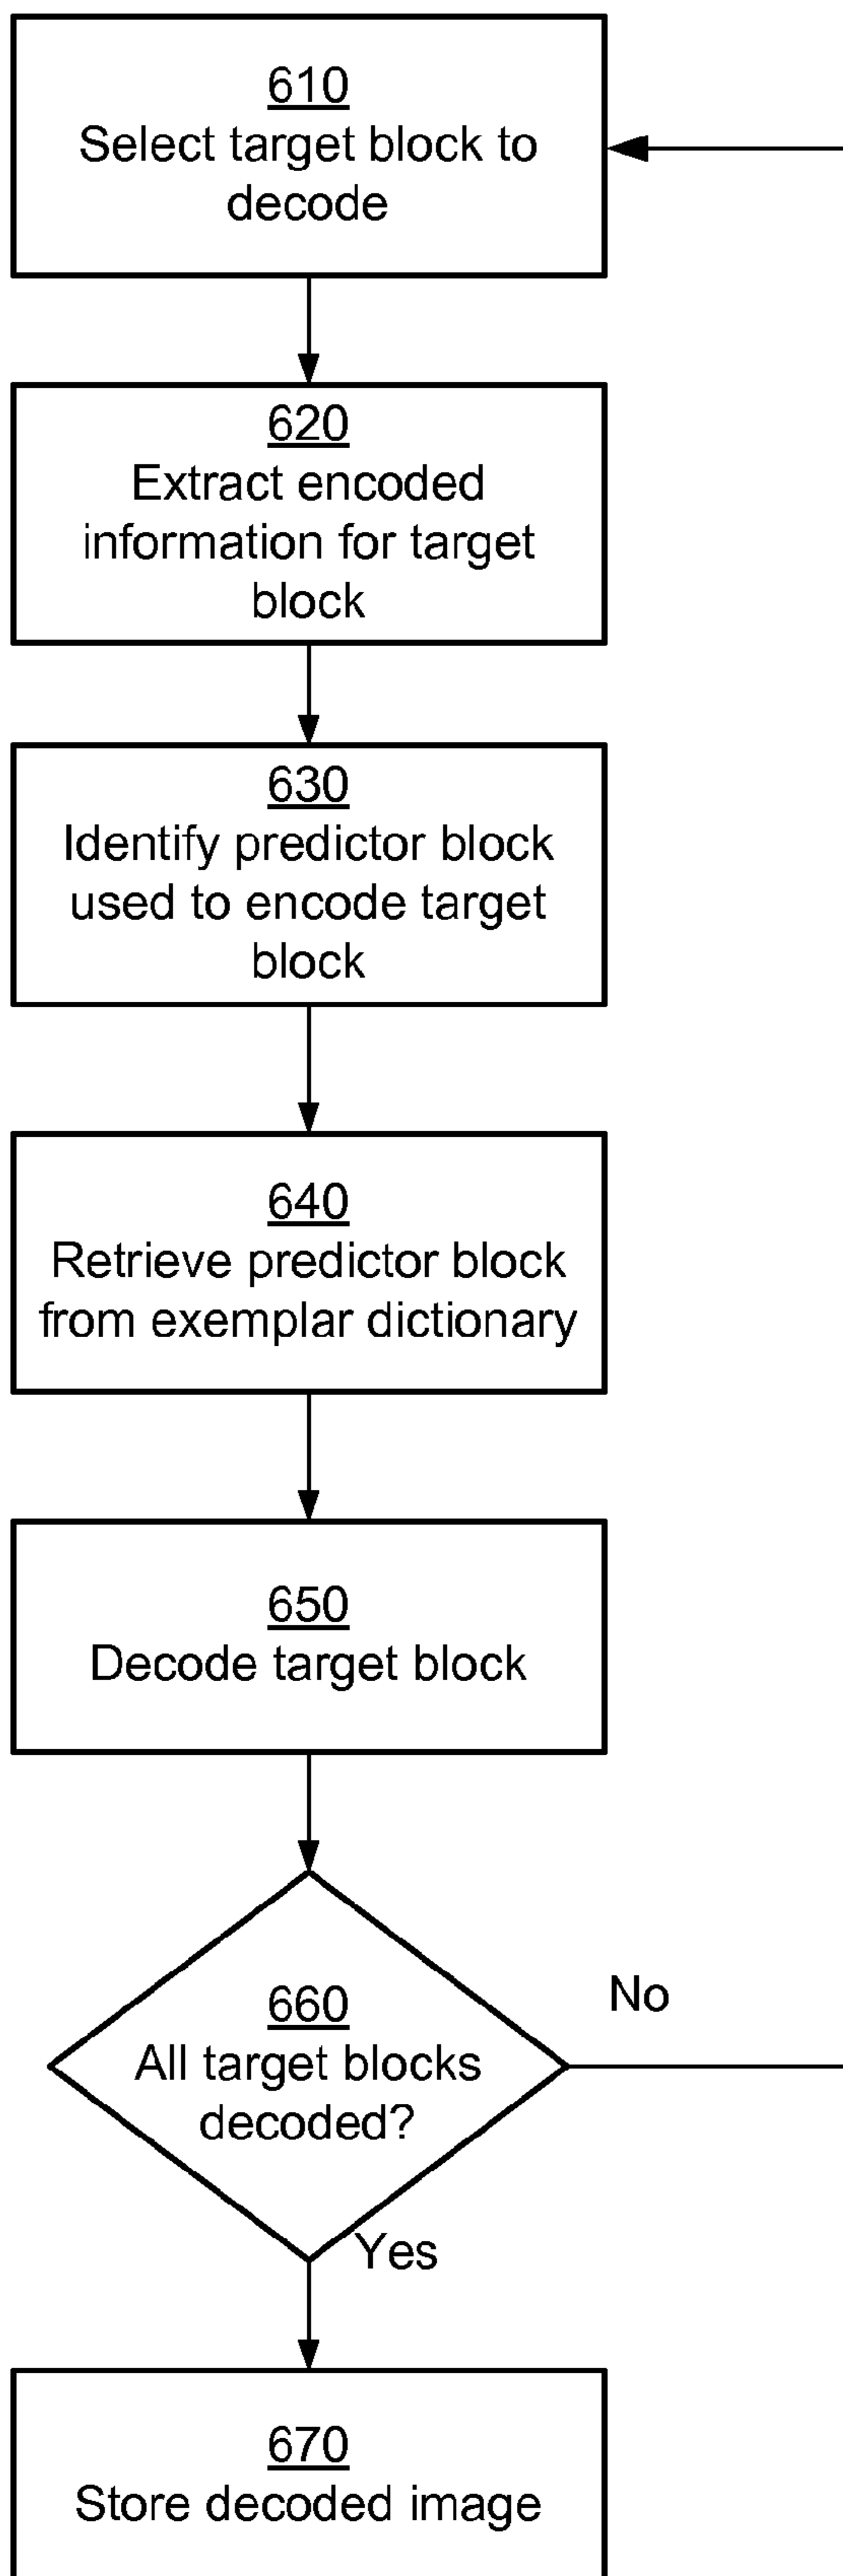 610
Select target block to
decode
620
Extract encoded
information for target
block
630
Identify predictor block
used to encode target
block
640
Retrieve predictor block
from exemplar dictionary
650
Decode target block
660
All target blocks
decoded?
No
Yes
670
Store decoded image